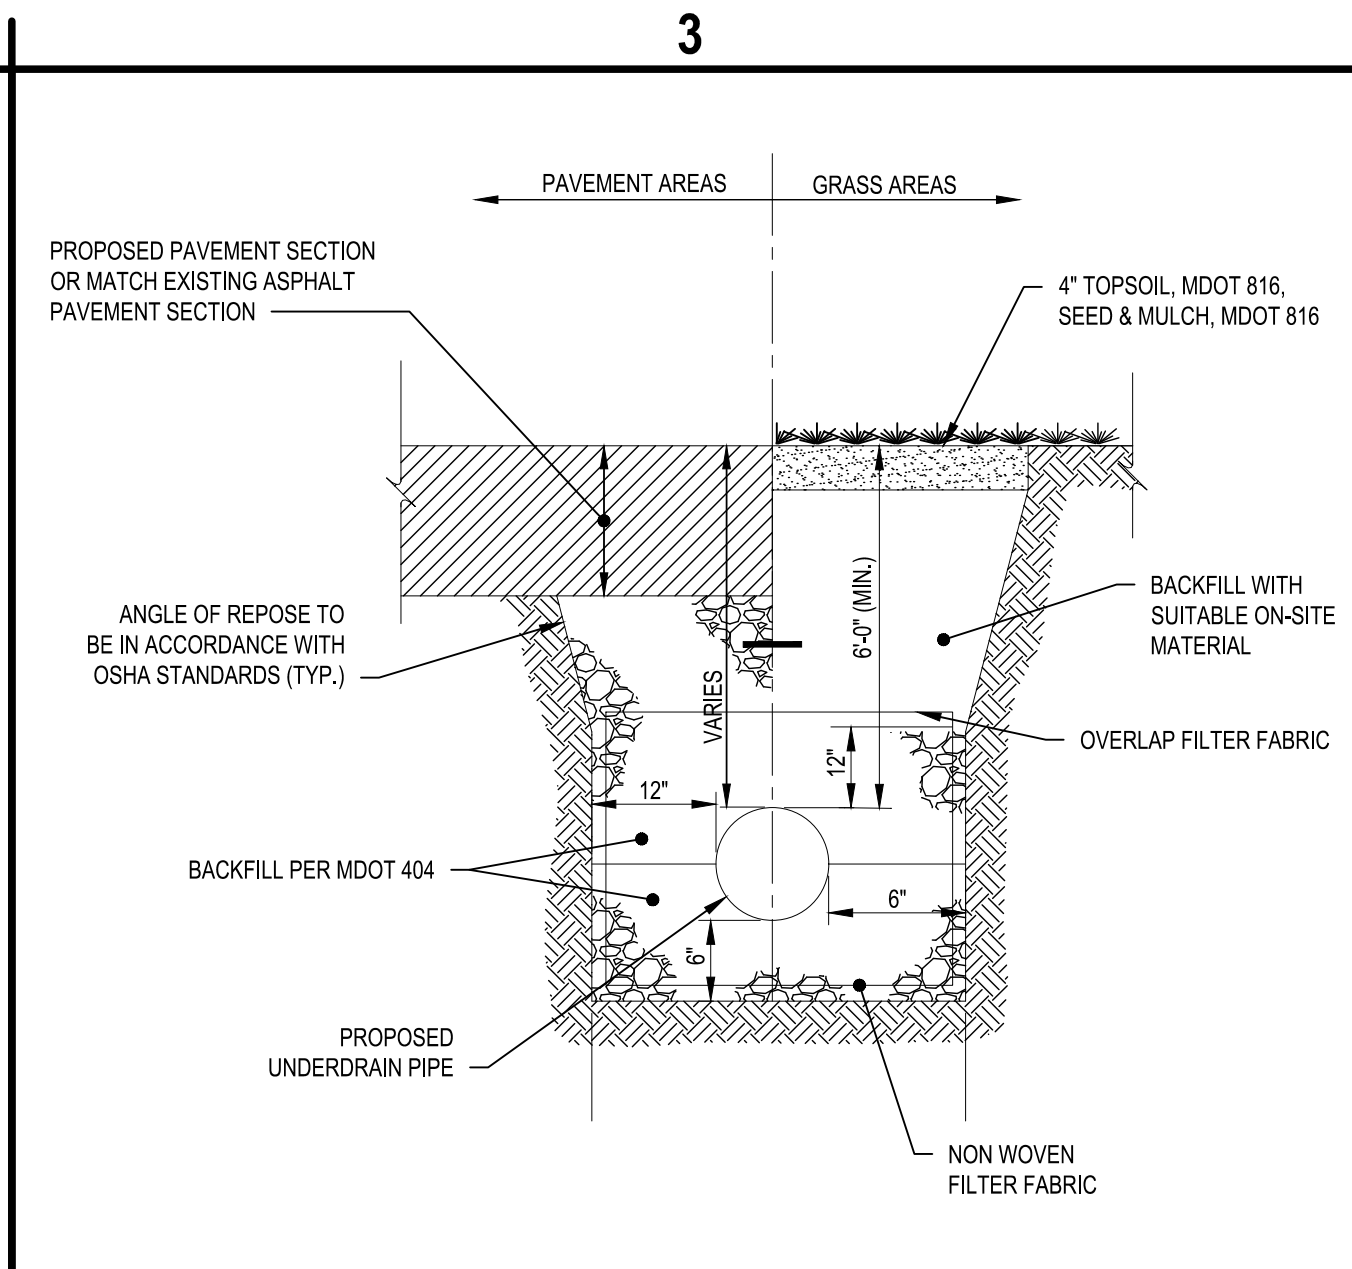 3
PAVEMENT AREAS
GRASS AREAS
PROPOSED PAVEMENT SECTION
OR MATCH EXISTING ASPHALT
PAVEMENT SECTION
4" TOPSOIL, MDOT 816,
SEED & MULCH, MDOT 816
ANGLE OF REPOSE TO
BE IN ACCORDANCE WITH
OSHA STANDARDS (TYP.)
VARIES
6'-0" (MIN.)
BACKFILL WITH
SUITABLE ON-SITE
MATERIAL
OVERLAP FILTER FABRIC
12"
12"
BACKFILL PER MDOT 404
6"
6"
PROPOSED
UNDERDRAIN PIPE
NON WOVEN
FILTER FABRIC